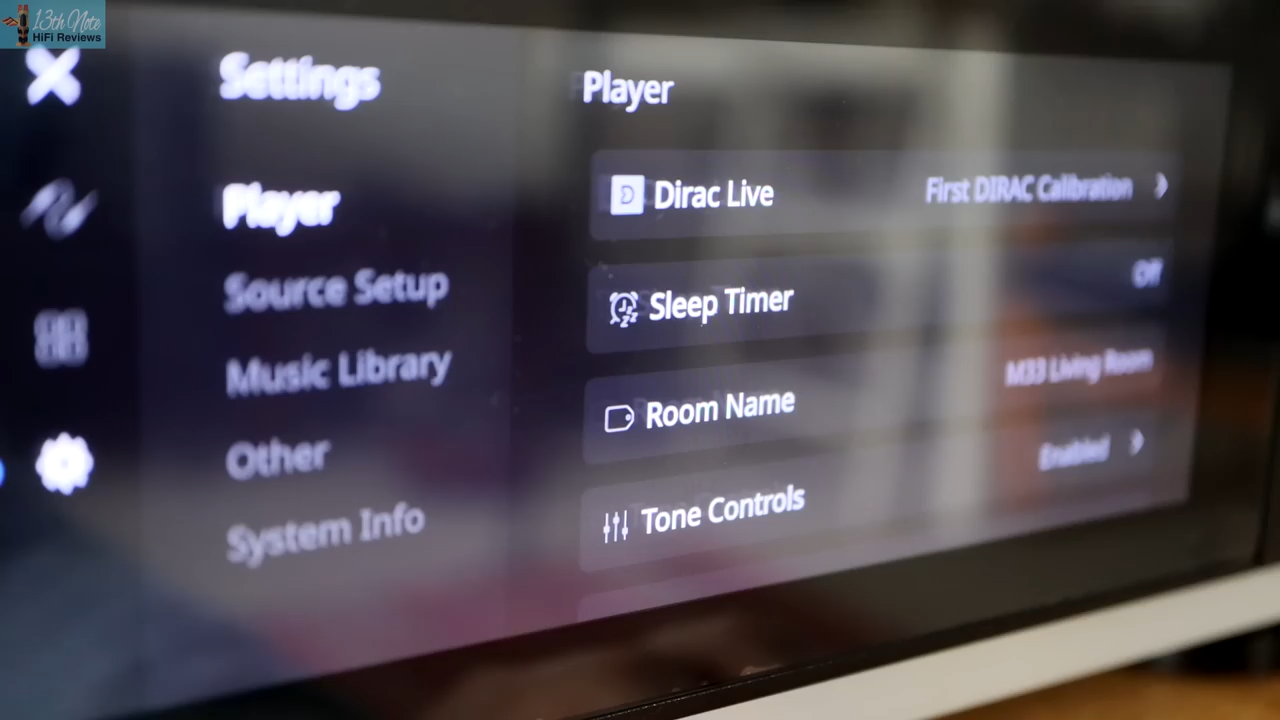 13th Note
HiFi Reviews
Settings
Player
Source Setup
Music Library
Other
System Info
Player
Dirac Live
First DIRAC Calibration
Sleep Timer
Off
Room Name
M33 Living Room
Tone Controls
Enabled